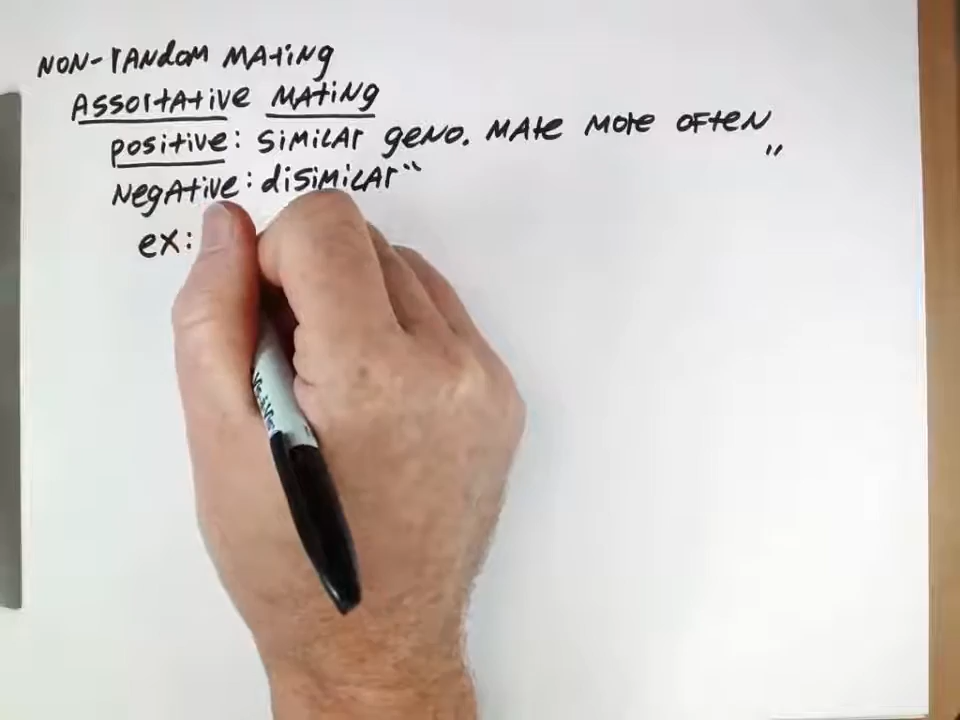 NON-rANdom MAtiNg
AssortAtive MAtiNg
positive: SiMiLAr geNo. MAte More oFteN
NegAtive: diSiMiLAr " "
ex: